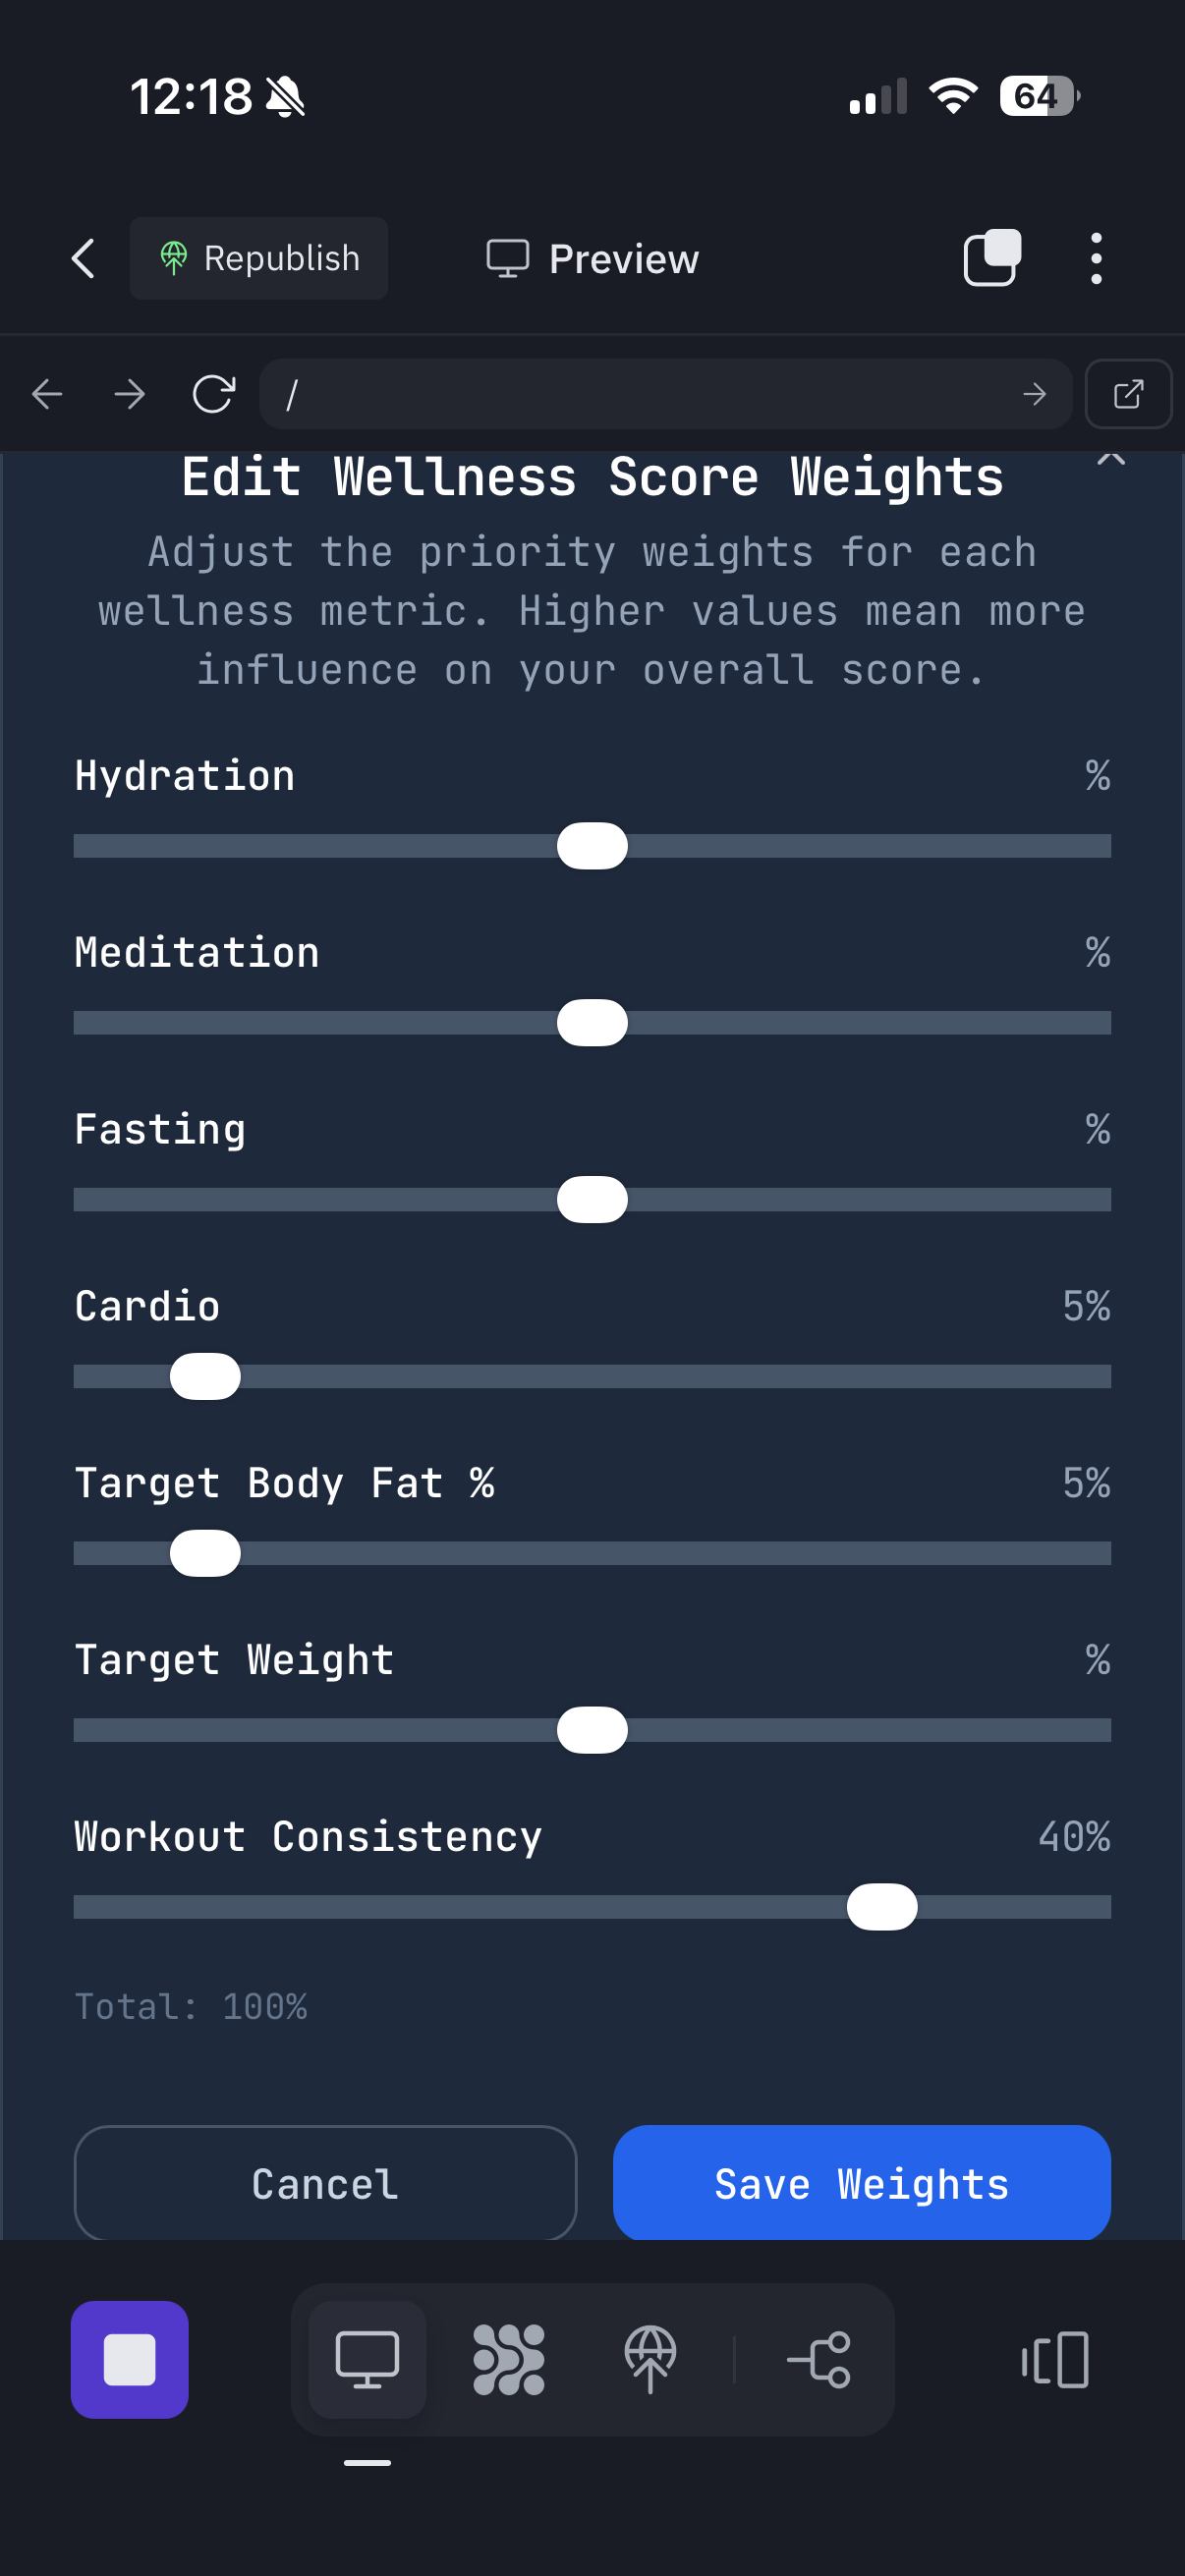 12:18
64
Republish
Preview
/
Edit Wellness Score Weights
Adjust the priority weights for each
wellness metric. Higher values mean more
influence on your overall score.
Hydration %
Meditation %
Fasting %
Cardio 5%
Target Body Fat % 5%
Target Weight %
Workout Consistency 40%
Total: 100%
Cancel
Save Weights